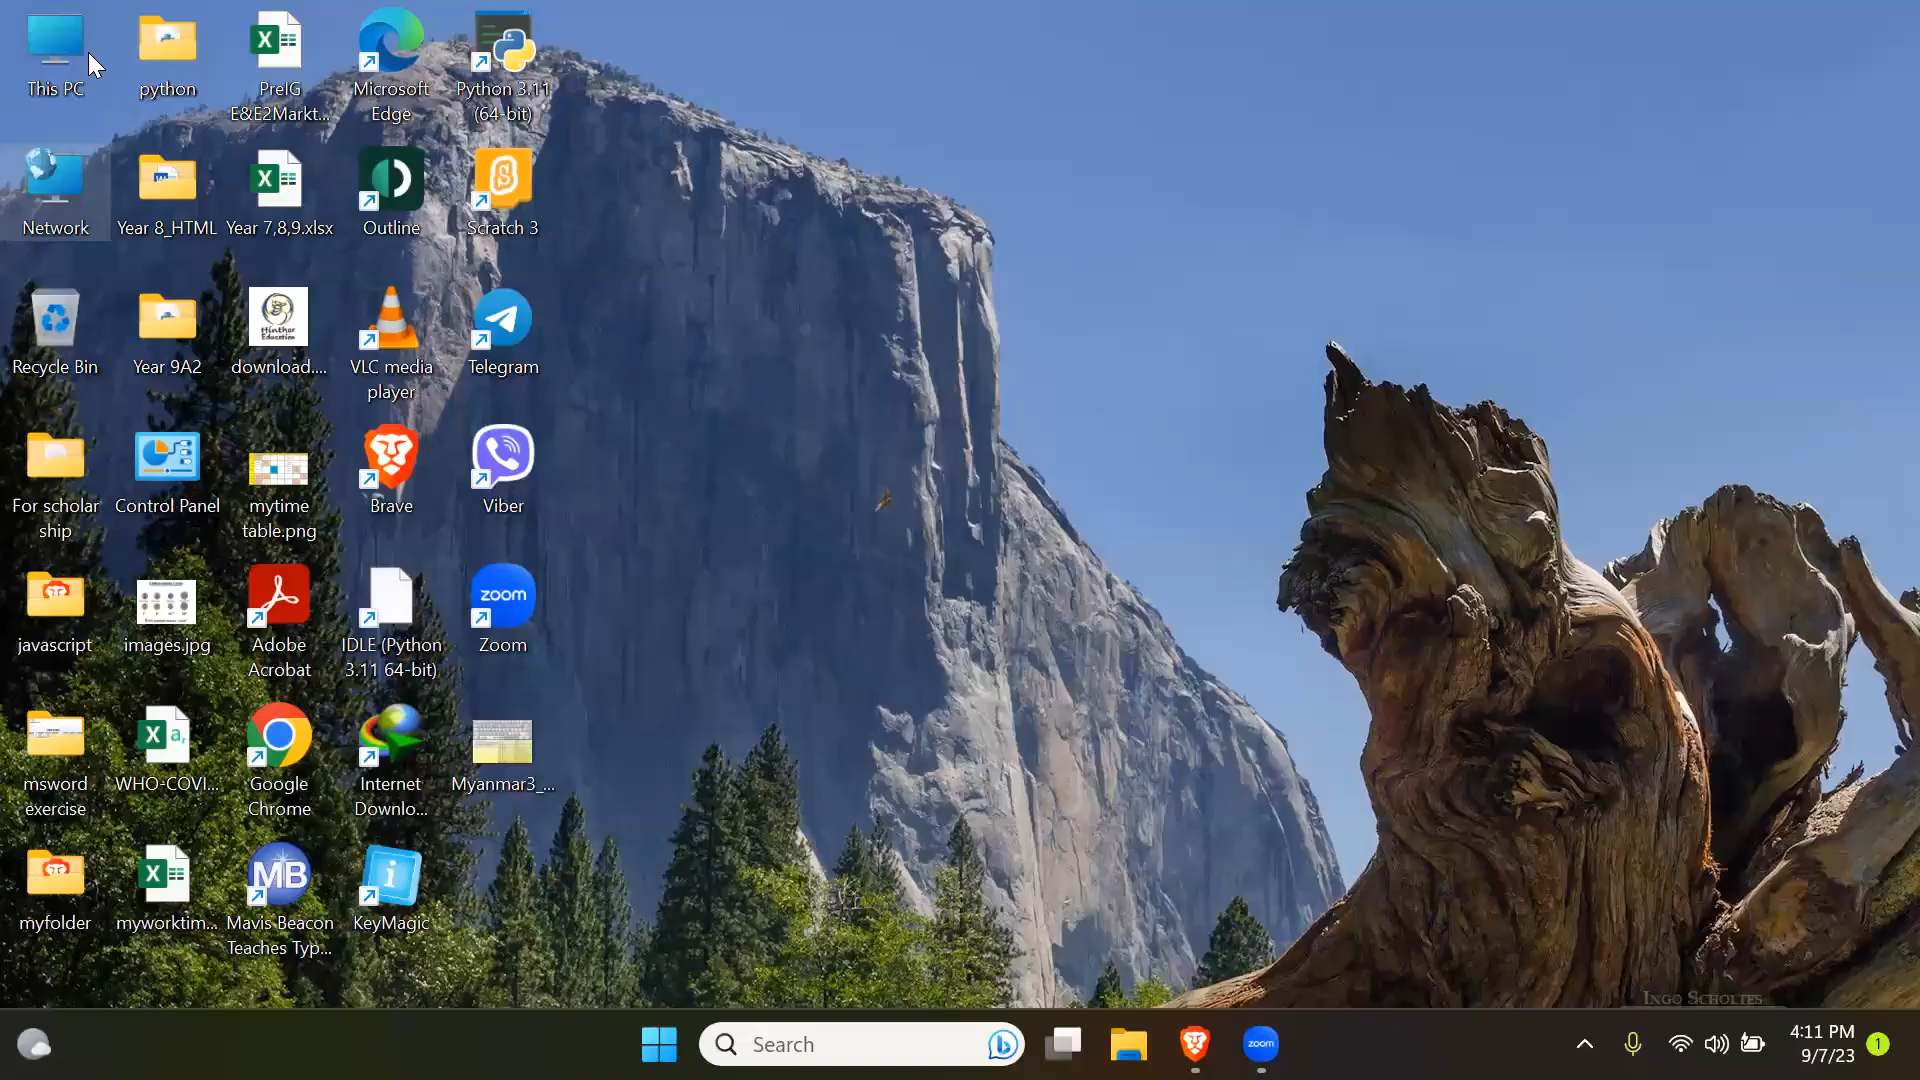 This PC
python
PreIG
E&E2Markt...
Microsoft
Edge
Python 3.11
(64-bit)
Network
Year 8_HTML
Year 7,8,9.xlsx
Outline
Scratch 3
Recycle Bin
Year 9A2
Hinthar
Education
download....
VLC media
player
Telegram
For scholar
ship
Control Panel
mytime
table.png
Brave
Viber
javascript
images.jpg
Adobe
Acrobat
IDLE (Python
3.11 64-bit)
zoom
Zoom
msword
exercise
WHO-COVI...
Google
Chrome
Internet
Downlo...
Myanmar3_...
myfolder
myworktim...
MB
Mavis Beacon
Teaches Typ...
KeyMagic
Ingo Scholtes
Search
zoom
4:11 PM
9/7/23
1